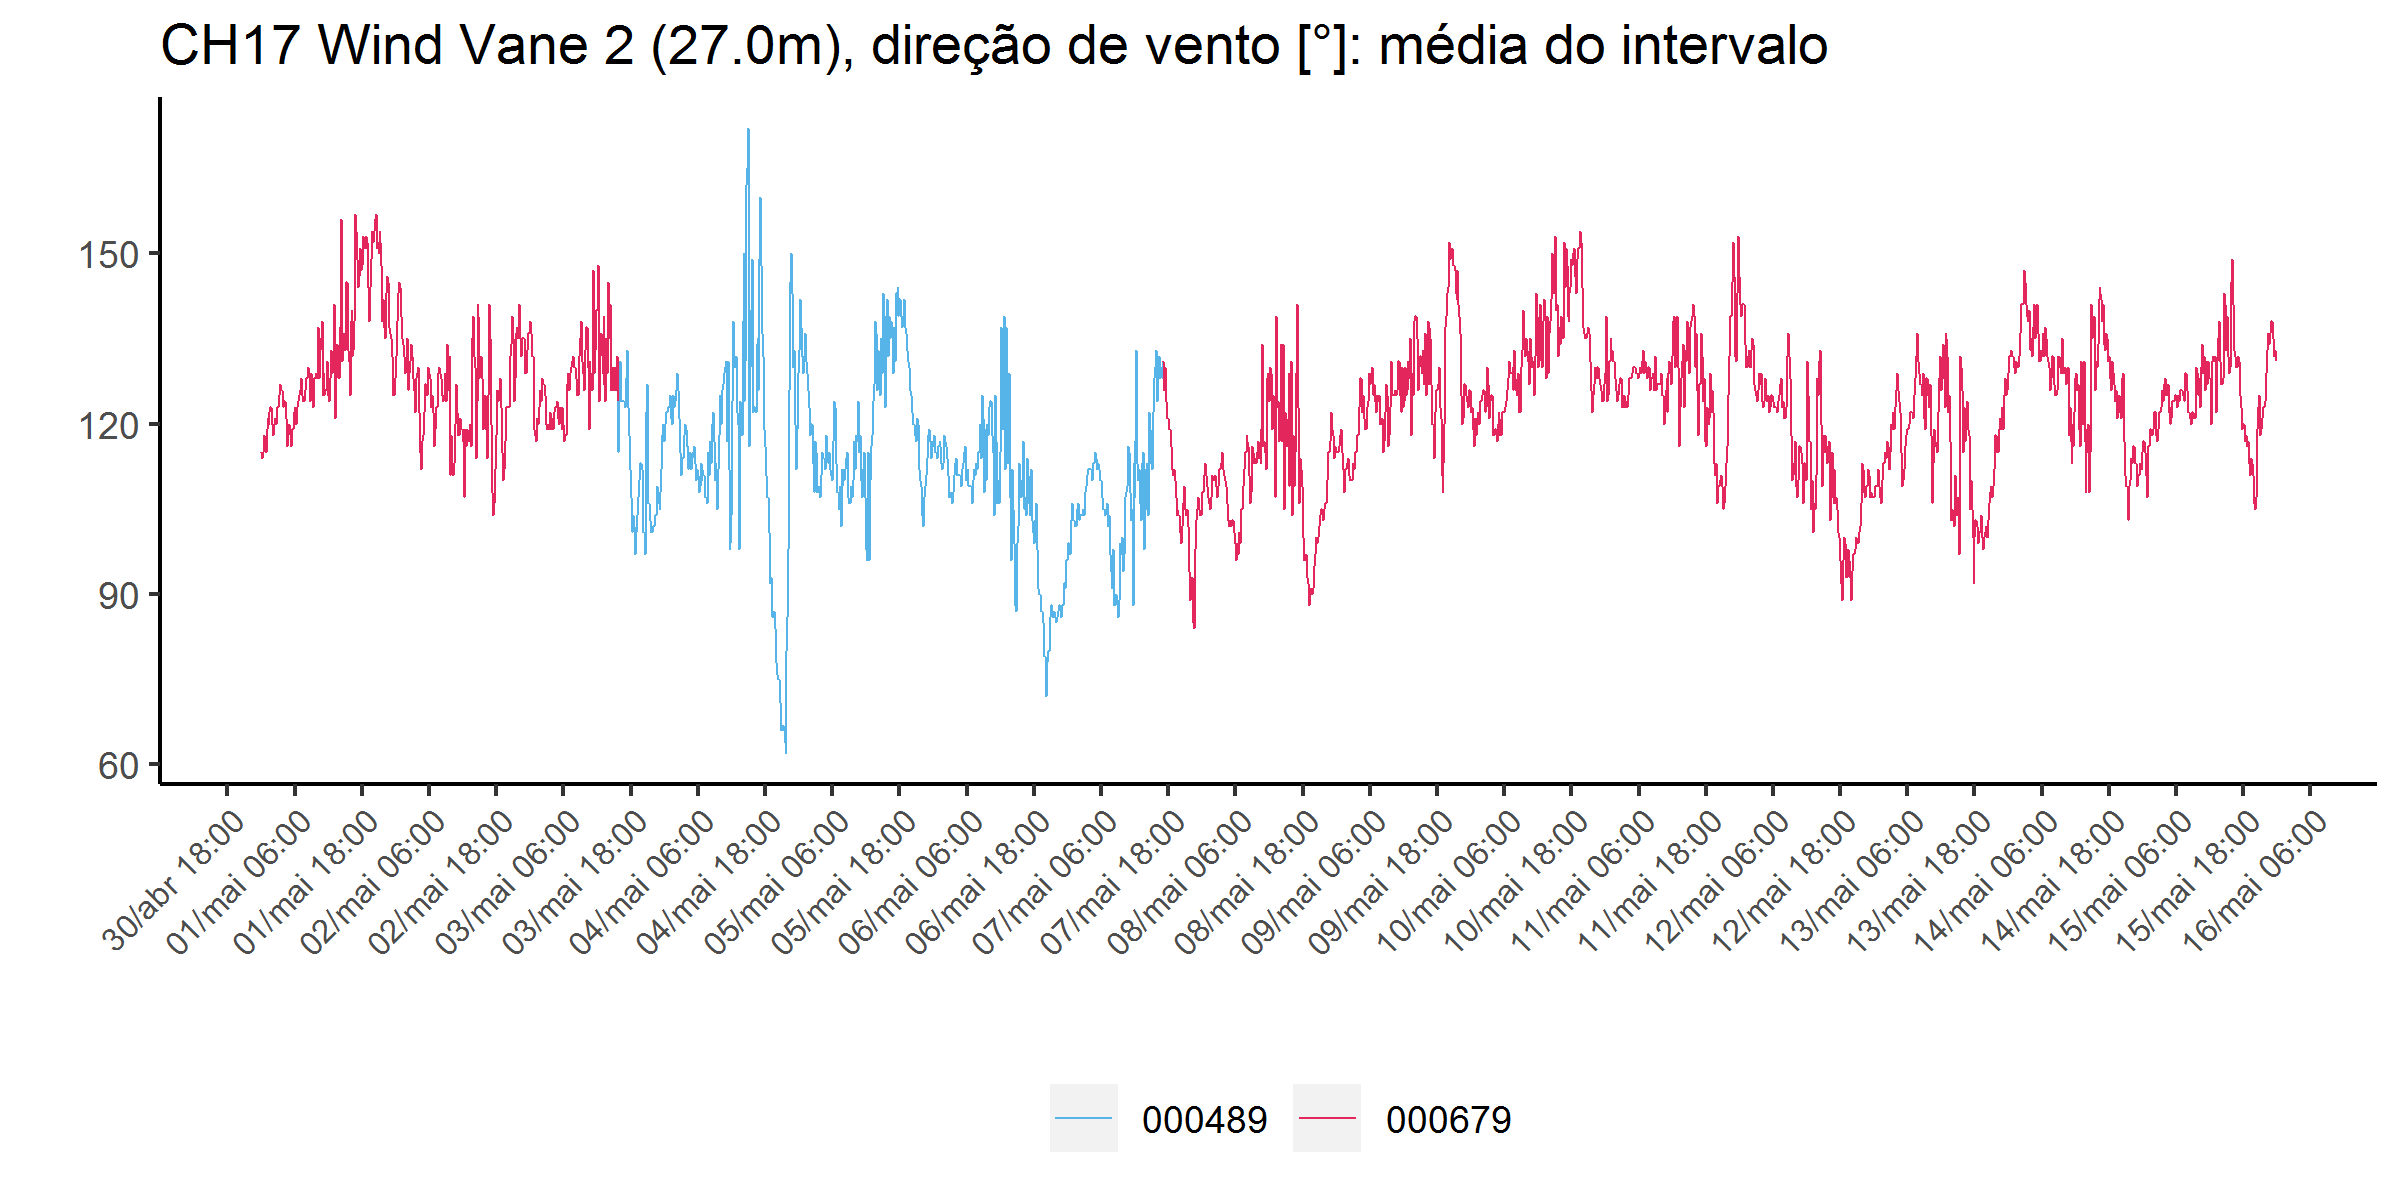 CH17 Wind Vane 2 (27.0m), direção de vento [°]: média do intervalo
150
120
90
60
30/abr 18:00
01/mai 06:00
01/mai 18:00
02/mai 06:00
02/mai 18:00
03/mai 06:00
03/mai 18:00
04/mai 06:00
04/mai 18:00
05/mai 06:00
05/mai 18:00
06/mai 06:00
06/mai 18:00
07/mai 06:00
07/mai 18:00
08/mai 06:00
08/mai 18:00
09/mai 06:00
09/mai 18:00
10/mai 06:00
10/mai 18:00
11/mai 06:00
11/mai 18:00
12/mai 06:00
12/mai 18:00
13/mai 06:00
13/mai 18:00
14/mai 06:00
14/mai 18:00
15/mai 06:00
15/mai 18:00
16/mai 06:00
000489
000679